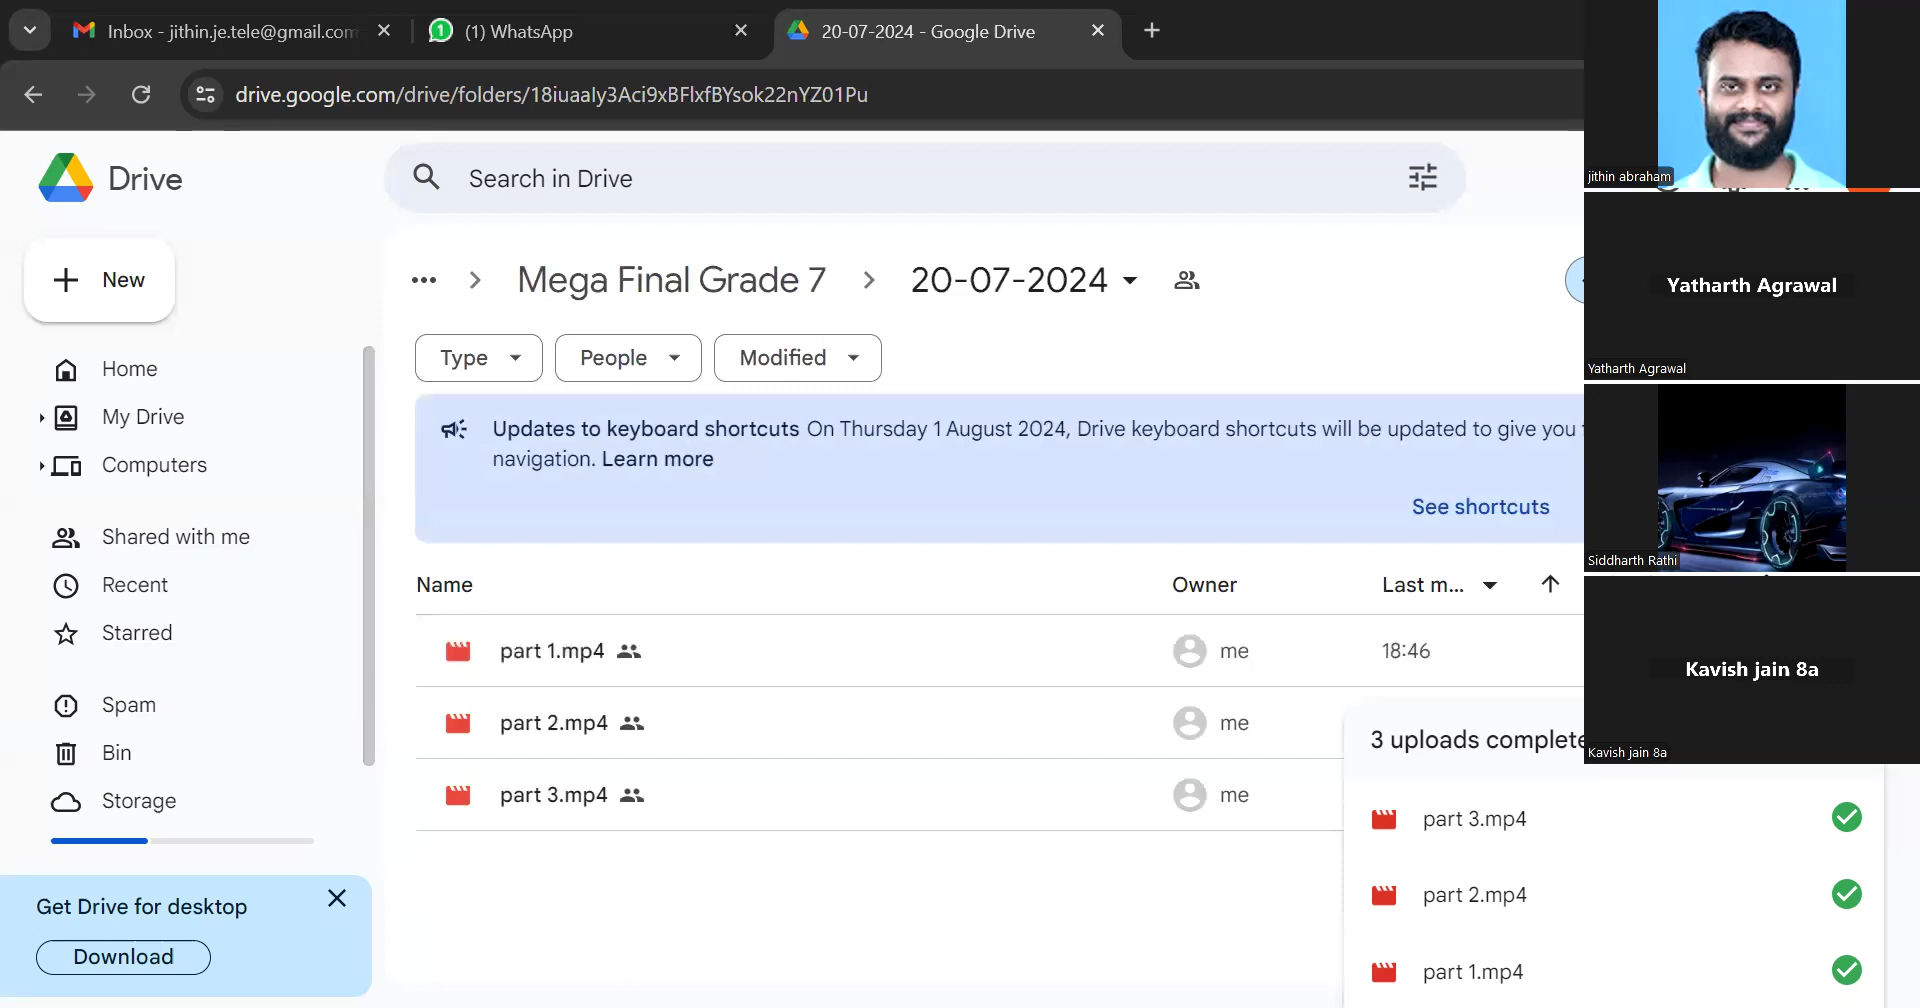 Inbox - jithin.je.tele@gmail.com
(1) WhatsApp
20-07-2024 - Google Drive
drive.google.com/drive/folders/18iuaaIy3Aci9xBFlxfBYsok22nYZ01Pu
Drive
Search in Drive
New
Mega Final Grade 7
20-07-2024
Type
People
Modified
Home
My Drive
Computers
Shared with me
Recent
Starred
Spam
Bin
Storage
Get Drive for desktop
Download
Updates to keyboard shortcuts On Thursday 1 August 2024, Drive keyboard shortcuts will be updated to give you
navigation. Learn more
See shortcuts
Name Owner Last m...
part 1.mp4 me 18:46
part 2.mp4 me
part 3.mp4 me
3 uploads complete
part 3.mp4
part 2.mp4
part 1.mp4
jithin abraham
Yatharth Agrawal
Yatharth Agrawal
Siddharth Rathi
Kavish jain 8a
Kavish jain 8a